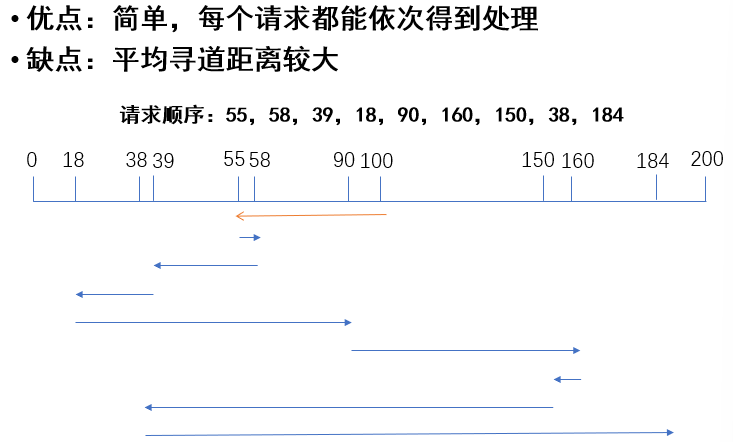 • 优点：简单，每个请求都能依次得到处理
• 缺点：平均寻道距离较大
请求顺序：55，58，39，18，90，160，150，38，184
0 18 38 39 55 58 90 100 150 160 184 200